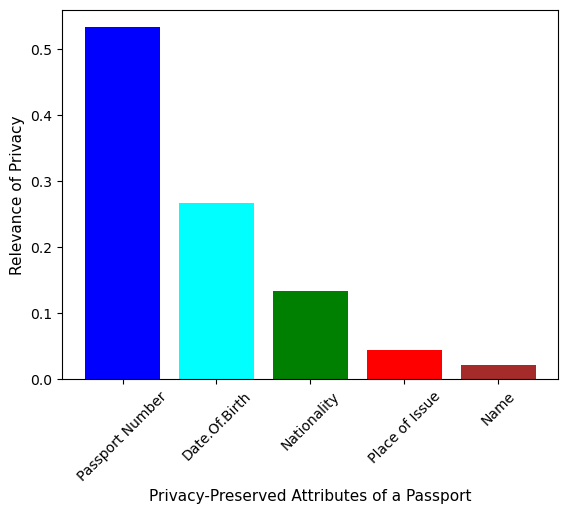 Relevance of Privacy
0.5
0.4
0.3
0.2
0.1
0.0
Passport Number
Date.Of.Birth
Nationality
Place of Issue
Name
Privacy-Preserved Attributes of a Passport